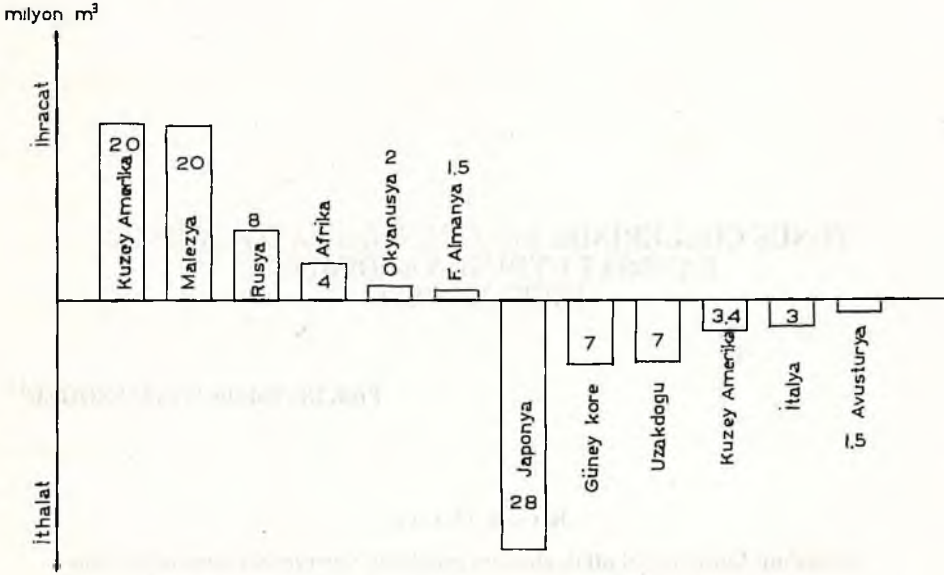 milyon m³
İhracat
20
Kuzey Amerika
20
Malezya
8
Rusya
4
Afrika
Okyanusya 2
F. Almanya 1.5
İthalat
Japonya
28
7
Güney kore
7
Uzakdogu
3.4
Kuzey Amerika
3
İtalya
Avusturya
1.5